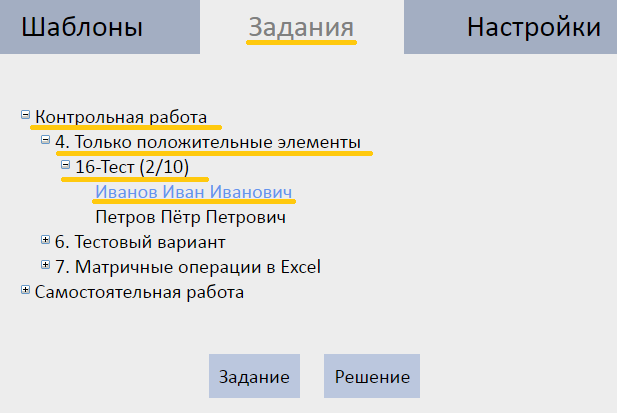 Шаблоны
Задания
Настройки
Контрольная работа
4. Только положительные элементы
16-Тест (2/10)
Иванов Иван Иванович
Петров Пётр Петрович
6. Тестовый вариант
7. Матричные операции в Excel
Самостоятельная работа
Задание
Решение